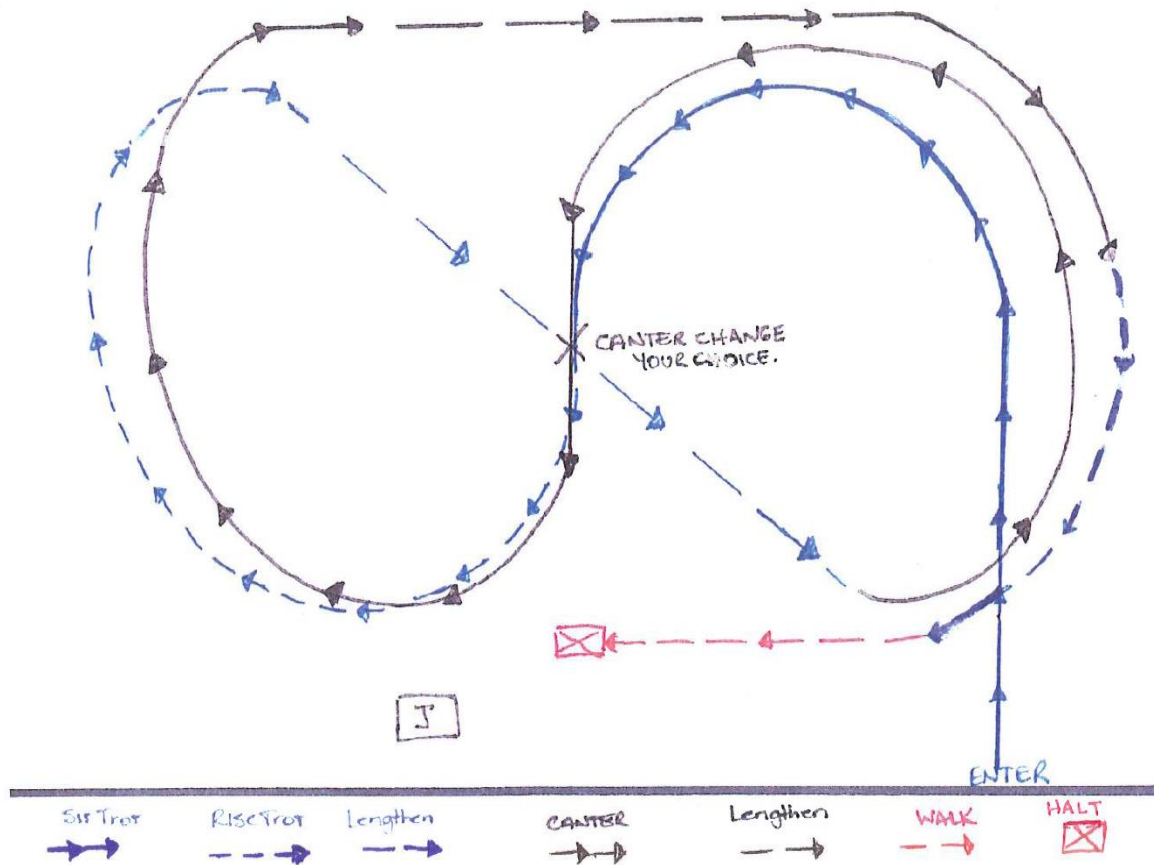 CANTER CHANGE
YOUR CHOICE.
J
ENTER
Sit Trot RISE TROT Lengthen CANTER Lengthen WALK HALT